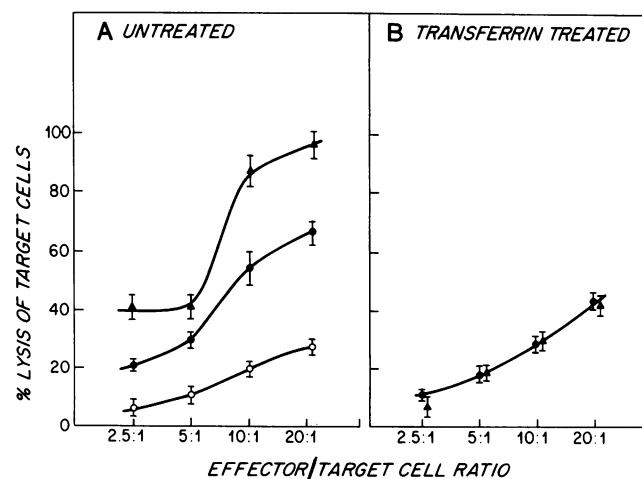 A UNTREATED
B TRANSFERRIN TREATED
% LYSIS OF TARGET CELLS
100
80
60
40
20
0
2.5:1 5:1 10:1 20:1
2.5:1 5:1 10:1 20:1
EFFECTOR/TARGET CELL RATIO